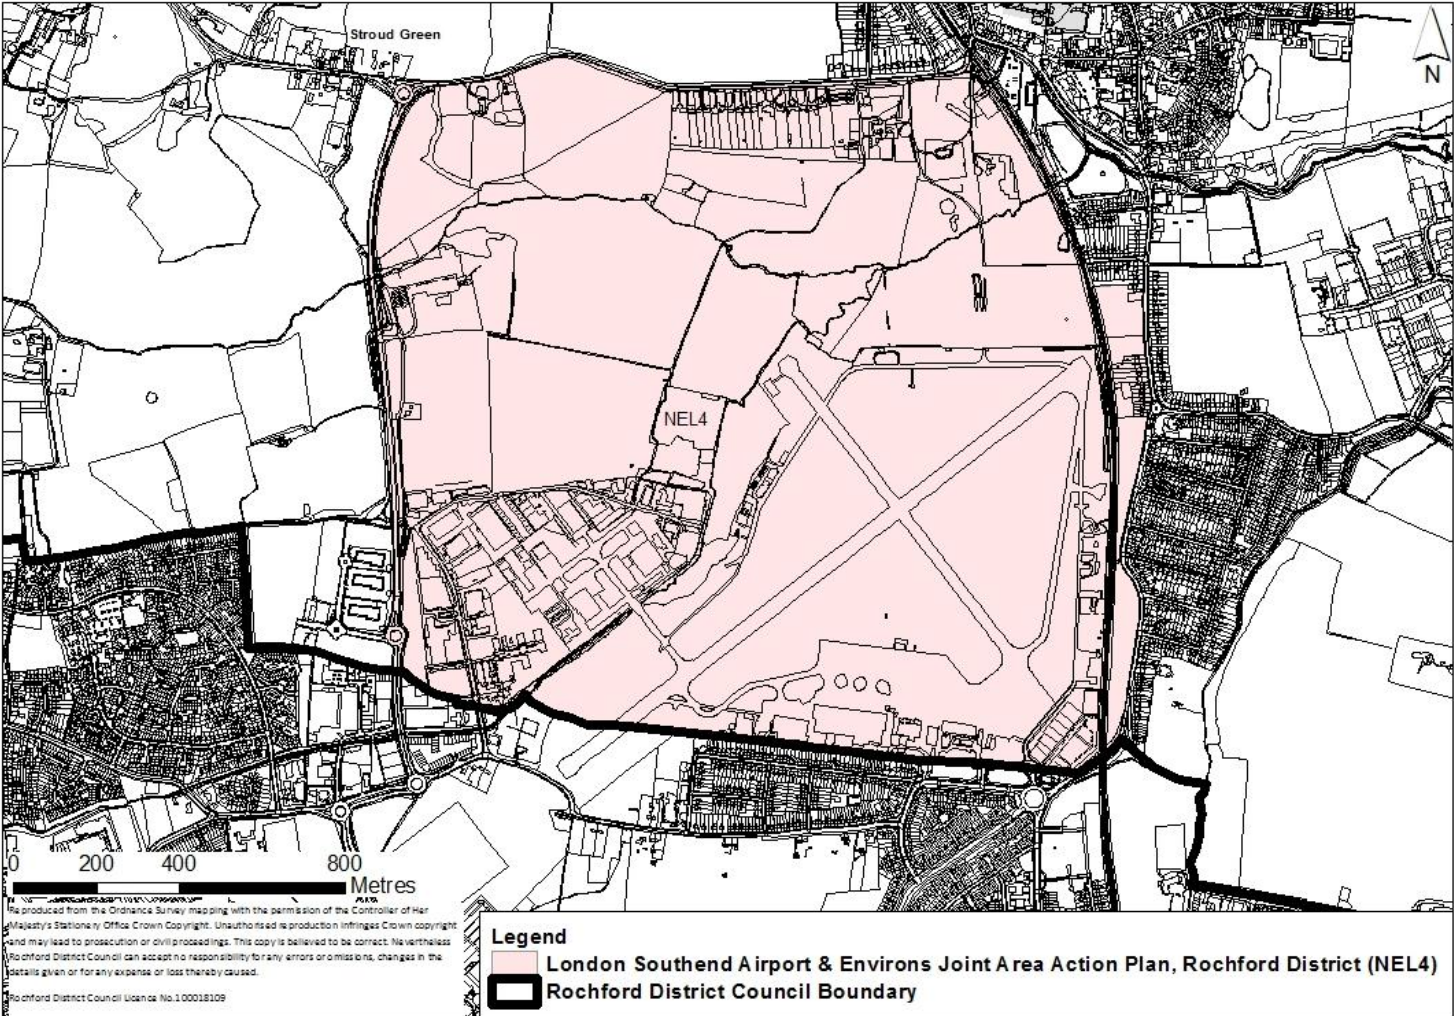 Stroud Green
N
NEL4
0 200 400 800
Metres
Reproduced from the Ordnance Survey mapping with the permission of the Controller of Her
Majesty's Stationery Office Crown Copyright. Unauthorised reproduction infringes Crown copyright
and may lead to prosecution or civil proceedings. This copy is believed to be correct. Nevertheless
Rochford District Council can accept no responsibility for any errors or omissions, changes in the
details given or for any expense or loss thereby caused.
Rochford District Council Licence No.100018109
Legend
London Southend Airport & Environs Joint Area Action Plan, Rochford District (NEL4)
Rochford District Council Boundary